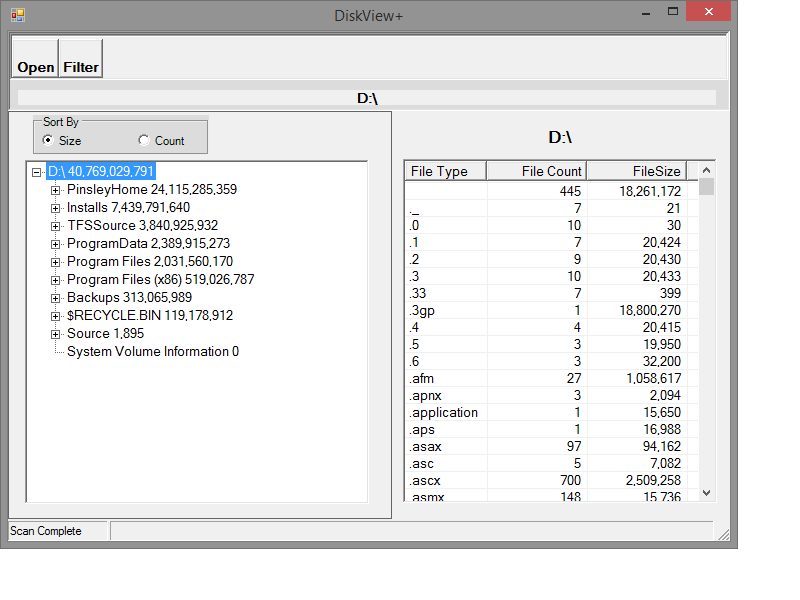 DiskView+
Open Filter
D:\
Sort By
Size Count
D:\ 40,769,029,791
PinsleyHome 24,115,285,359
Installs 7,439,791,640
TFSSource 3,840,925,932
ProgramData 2,389,915,273
Program Files 2,031,560,170
Program Files (x86) 519,026,787
Backups 313,065,989
$RECYCLE.BIN 119,178,912
Source 1,895
System Volume Information 0
D:\
File Type File Count FileSize
445 18,261,172
._ 7 21
.0 10 30
.1 7 20,424
.2 9 20,430
.3 10 20,433
.33 7 399
.3gp 1 18,800,270
.4 4 20,415
.5 3 19,950
.6 3 32,200
.afm 27 1,058,617
.apnx 3 2,094
.application 1 15,650
.aps 1 16,988
.asax 97 94,162
.asc 5 7,082
.ascx 700 2,509,258
.asmx 148 15,736
Scan Complete